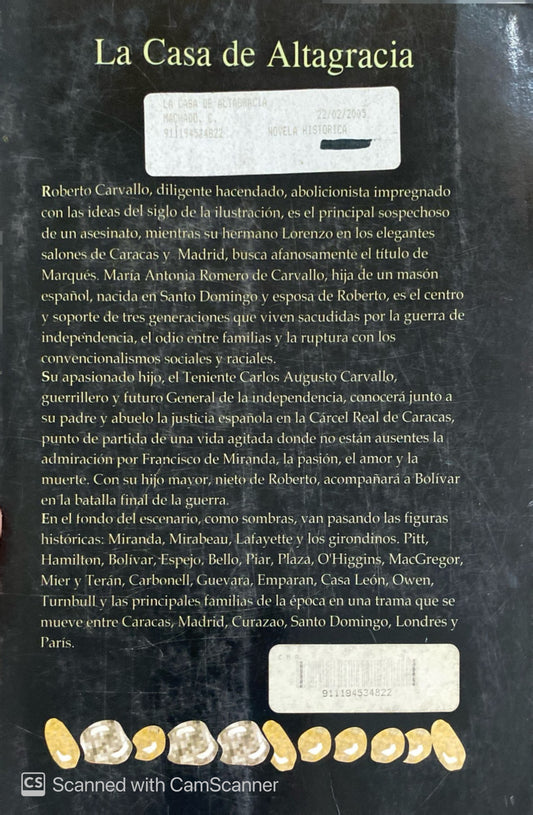 La Casa de Altagracia
LA CASA DE ALTAGRACIA
MACHADO, C. 22/02/2005
911194534822 NOVELA HISTORICA
Roberto Carvallo, diligente hacendado, abolicionista impregnado
con las ideas del siglo de la ilustración, es el principal sospechoso
de un asesinato, mientras su hermano Lorenzo en los elegantes
salones de Caracas y Madrid, busca afanosamente el título de
Marqués. María Antonia Romero de Carvallo, hija de un masón
español, nacida en Santo Domingo y esposa de Roberto, es el centro
y soporte de tres generaciones que viven sacudidas por la guerra de
independencia, el odio entre familias y la ruptura con los
convencionalismos sociales y raciales.
Su apasionado hijo, el Teniente Carlos Augusto Carvallo,
guerrillero y futuro General de la independencia, conocerá junto a
su padre y abuelo la justicia española en la Cárcel Real de Caracas,
punto de partida de una vida agitada donde no están ausentes la
admiración por Francisco de Miranda, la pasión, el amor y la
muerte. Con su hijo mayor, nieto de Roberto, acompañará a Bolívar
en la batalla final de la guerra.
En el fondo del escenario, como sombras, van pasando las figuras
históricas: Miranda, Mirabeau, Lafayette y los girondinos. Pitt,
Hamilton, Bolívar, Espejo, Bello, Piar, Plaza, O'Higgins, MacGregor,
Mier y Terán, Carbonell, Guevara, Emparan, Casa León, Owen,
Turnbull y las principales familias de la época en una trama que se
mueve entre Caracas, Madrid, Curazao, Santo Domingo, Londres y
París.
911194534822
CS Scanned with CamScanner